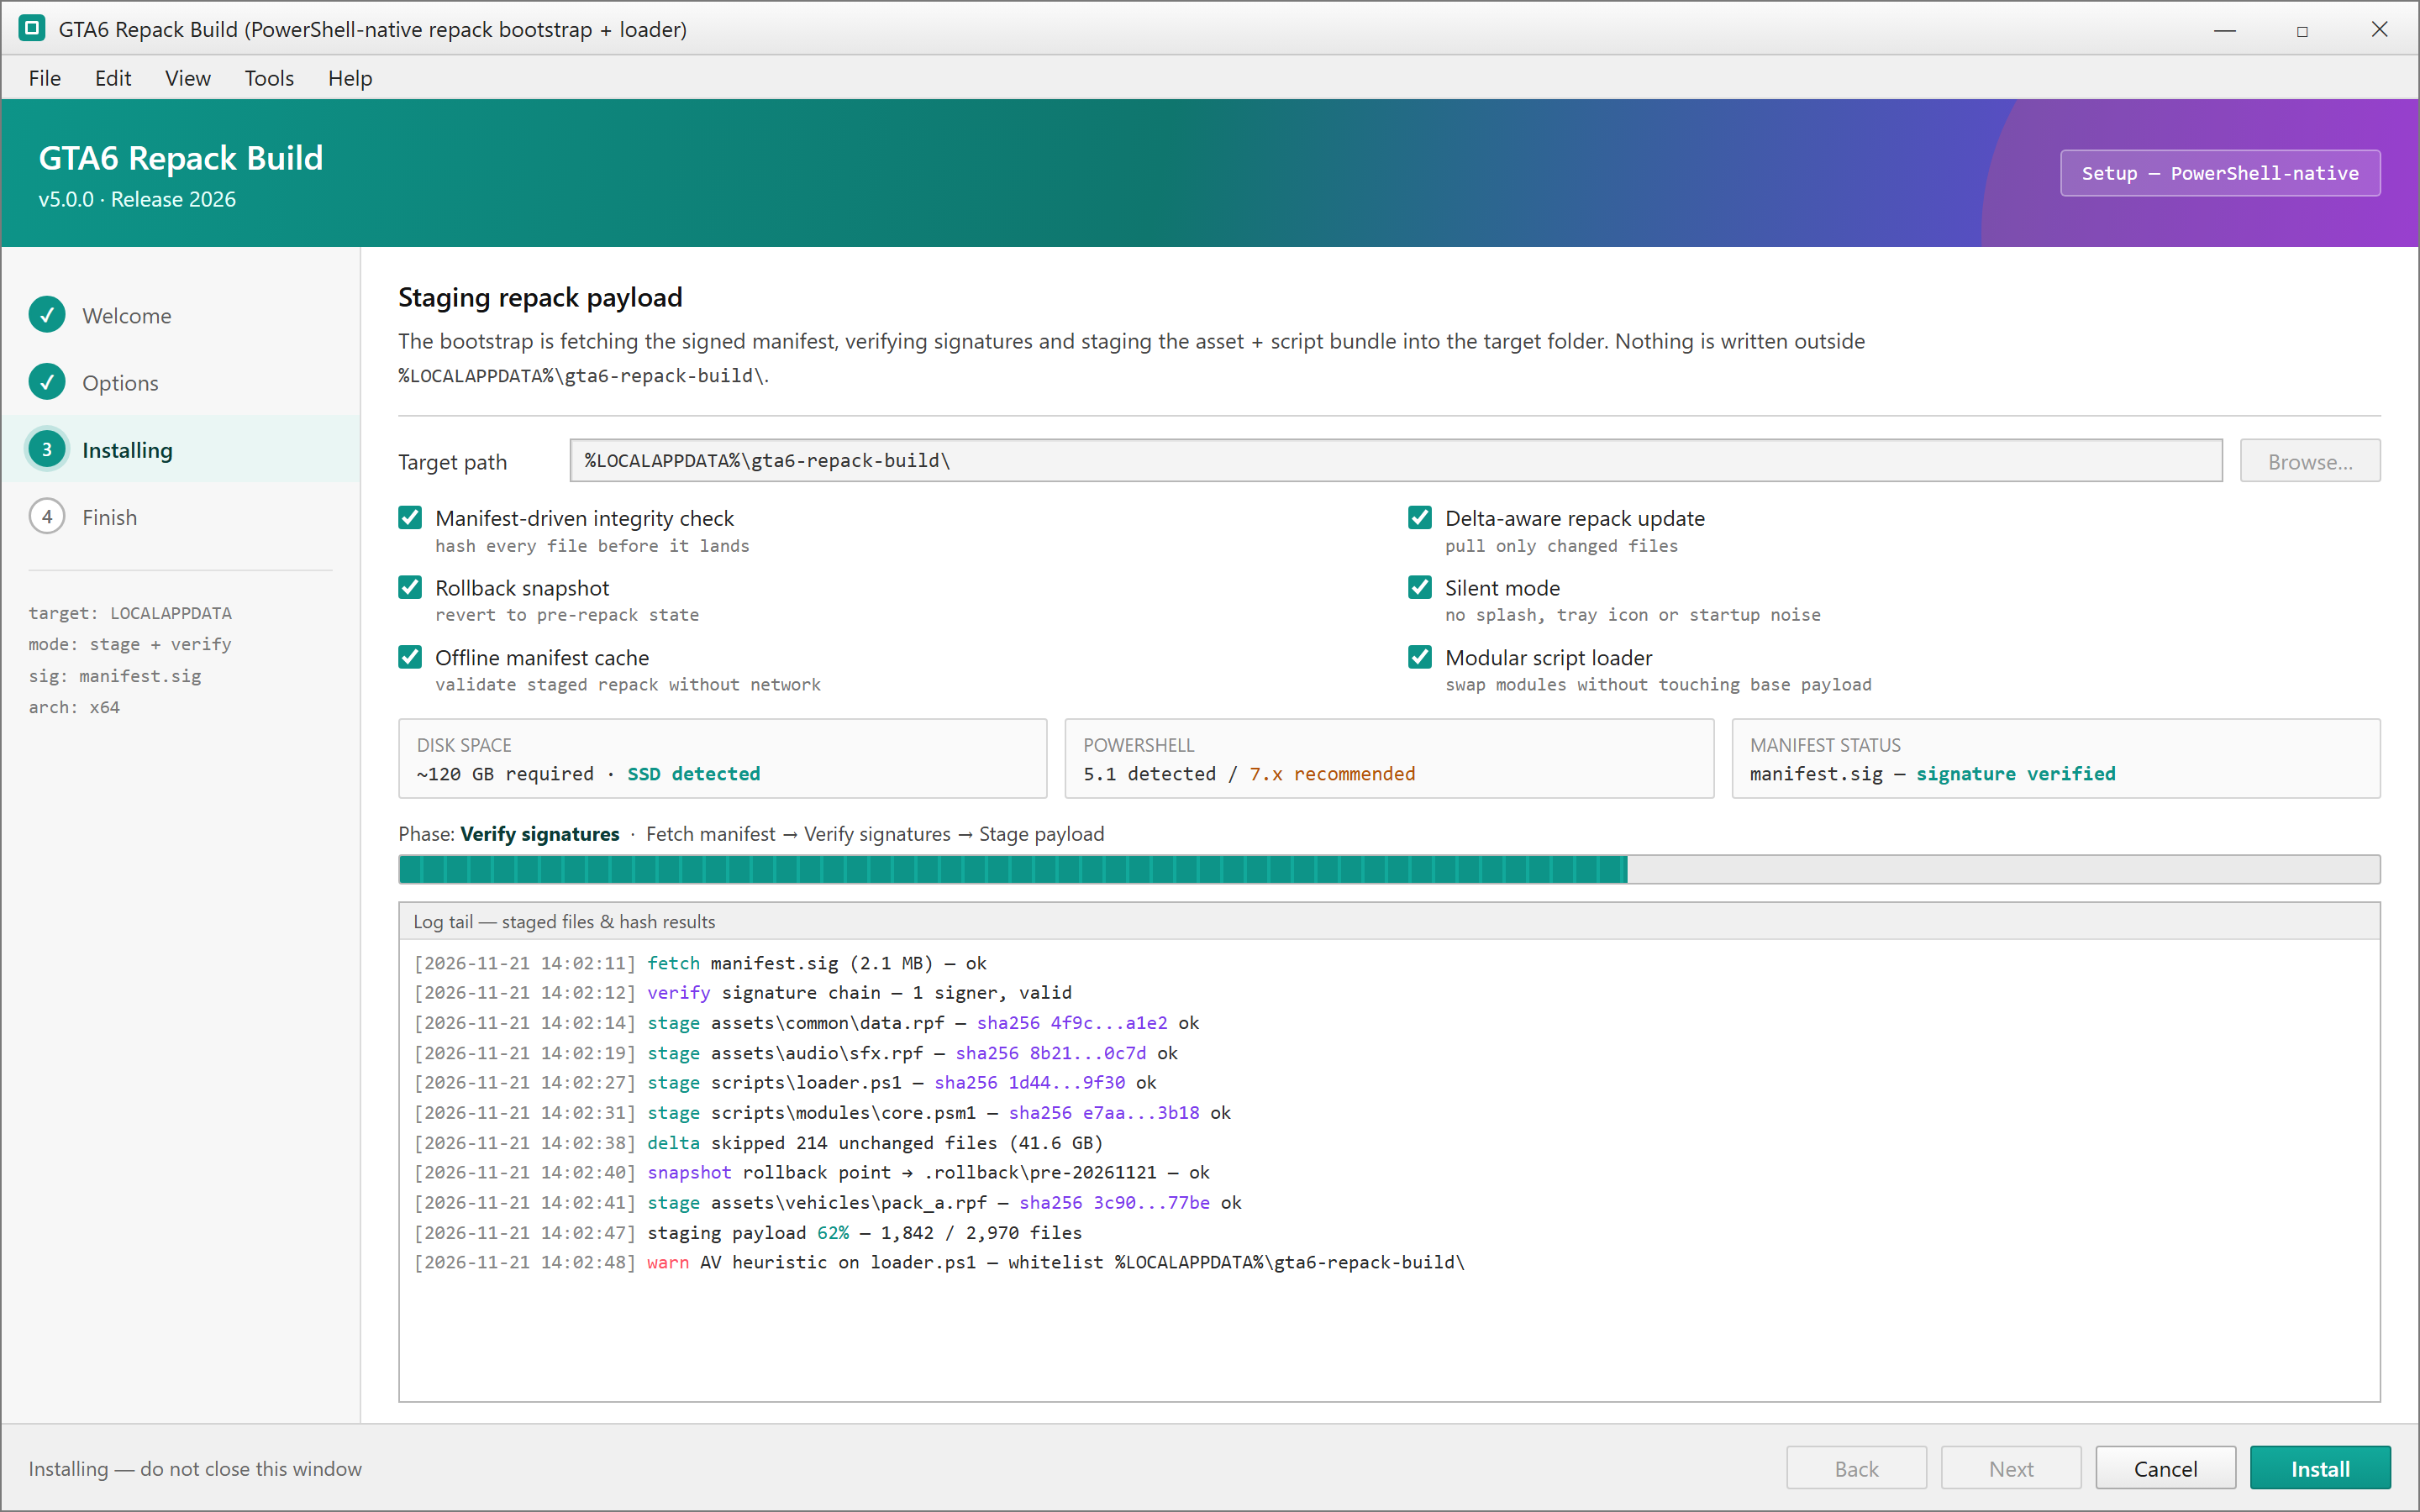 GTA6 Repack Build (PowerShell-native repack bootstrap + loader)
File Edit View Tools Help
GTA6 Repack Build
v5.0.0 · Release 2026
Setup — PowerShell-native
Welcome
Options
3 Installing
4 Finish
target: LOCALAPPDATA
mode: stage + verify
sig: manifest.sig
arch: x64
Staging repack payload
The bootstrap is fetching the signed manifest, verifying signatures and staging the asset + script bundle into the target folder. Nothing is written outside
%LOCALAPPDATA%\gta6-repack-build\.
Target path %LOCALAPPDATA%\gta6-repack-build\ Browse...
Manifest-driven integrity check
hash every file before it lands
Delta-aware repack update
pull only changed files
Rollback snapshot
revert to pre-repack state
Silent mode
no splash, tray icon or startup noise
Offline manifest cache
validate staged repack without network
Modular script loader
swap modules without touching base payload
DISK SPACE
~120 GB required · SSD detected
POWERSHELL
5.1 detected / 7.x recommended
MANIFEST STATUS
manifest.sig — signature verified
Phase: Verify signatures · Fetch manifest → Verify signatures → Stage payload
Log tail — staged files & hash results
[2026-11-21 14:02:11] fetch manifest.sig (2.1 MB) — ok
[2026-11-21 14:02:12] verify signature chain — 1 signer, valid
[2026-11-21 14:02:14] stage assets\common\data.rpf — sha256 4f9c...a1e2 ok
[2026-11-21 14:02:19] stage assets\audio\sfx.rpf — sha256 8b21...0c7d ok
[2026-11-21 14:02:27] stage scripts\loader.ps1 — sha256 1d44...9f30 ok
[2026-11-21 14:02:31] stage scripts\modules\core.psm1 — sha256 e7aa...3b18 ok
[2026-11-21 14:02:38] delta skipped 214 unchanged files (41.6 GB)
[2026-11-21 14:02:40] snapshot rollback point → .rollback\pre-20261121 — ok
[2026-11-21 14:02:41] stage assets\vehicles\pack_a.rpf — sha256 3c90...77be ok
[2026-11-21 14:02:47] staging payload 62% — 1,842 / 2,970 files
[2026-11-21 14:02:48] warn AV heuristic on loader.ps1 — whitelist %LOCALAPPDATA%\gta6-repack-build\
Installing — do not close this window
Back Next Cancel Install